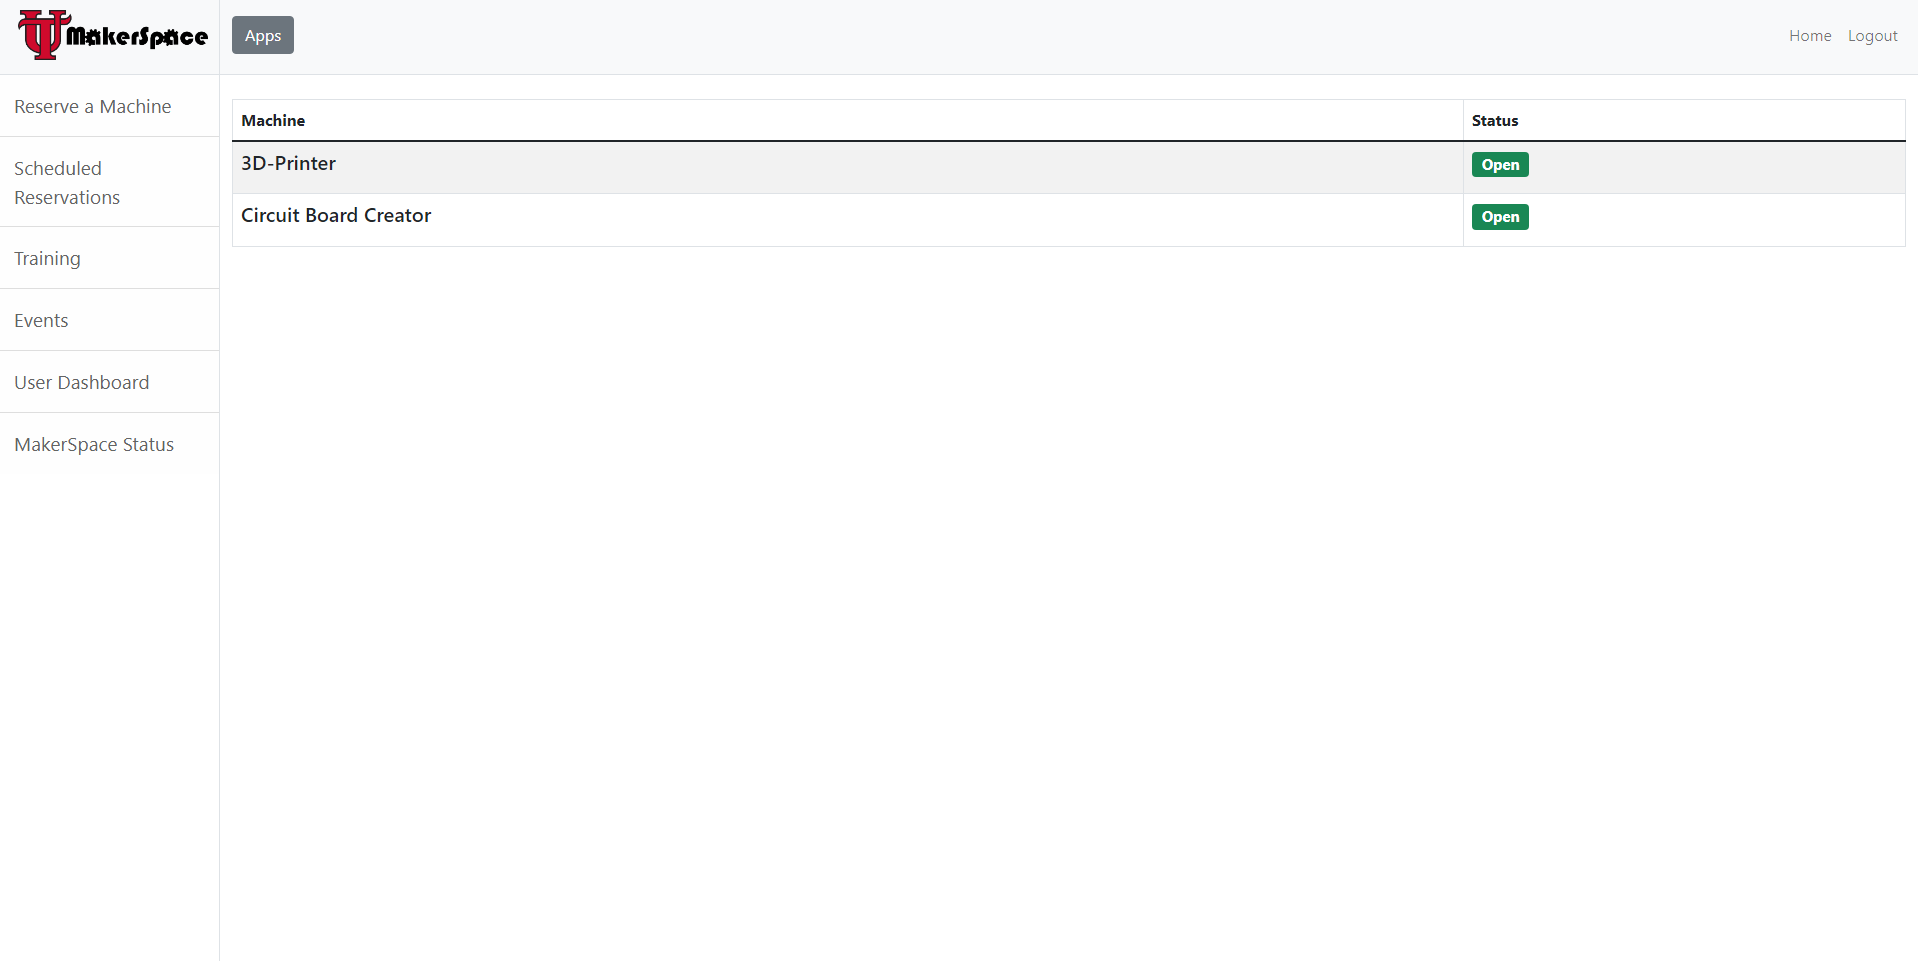 MakerSpace
Apps
Home
Logout
Reserve a Machine
Scheduled
Reservations
Training
Events
User Dashboard
MakerSpace Status
Machine
Status
3D-Printer
Open
Circuit Board Creator
Open